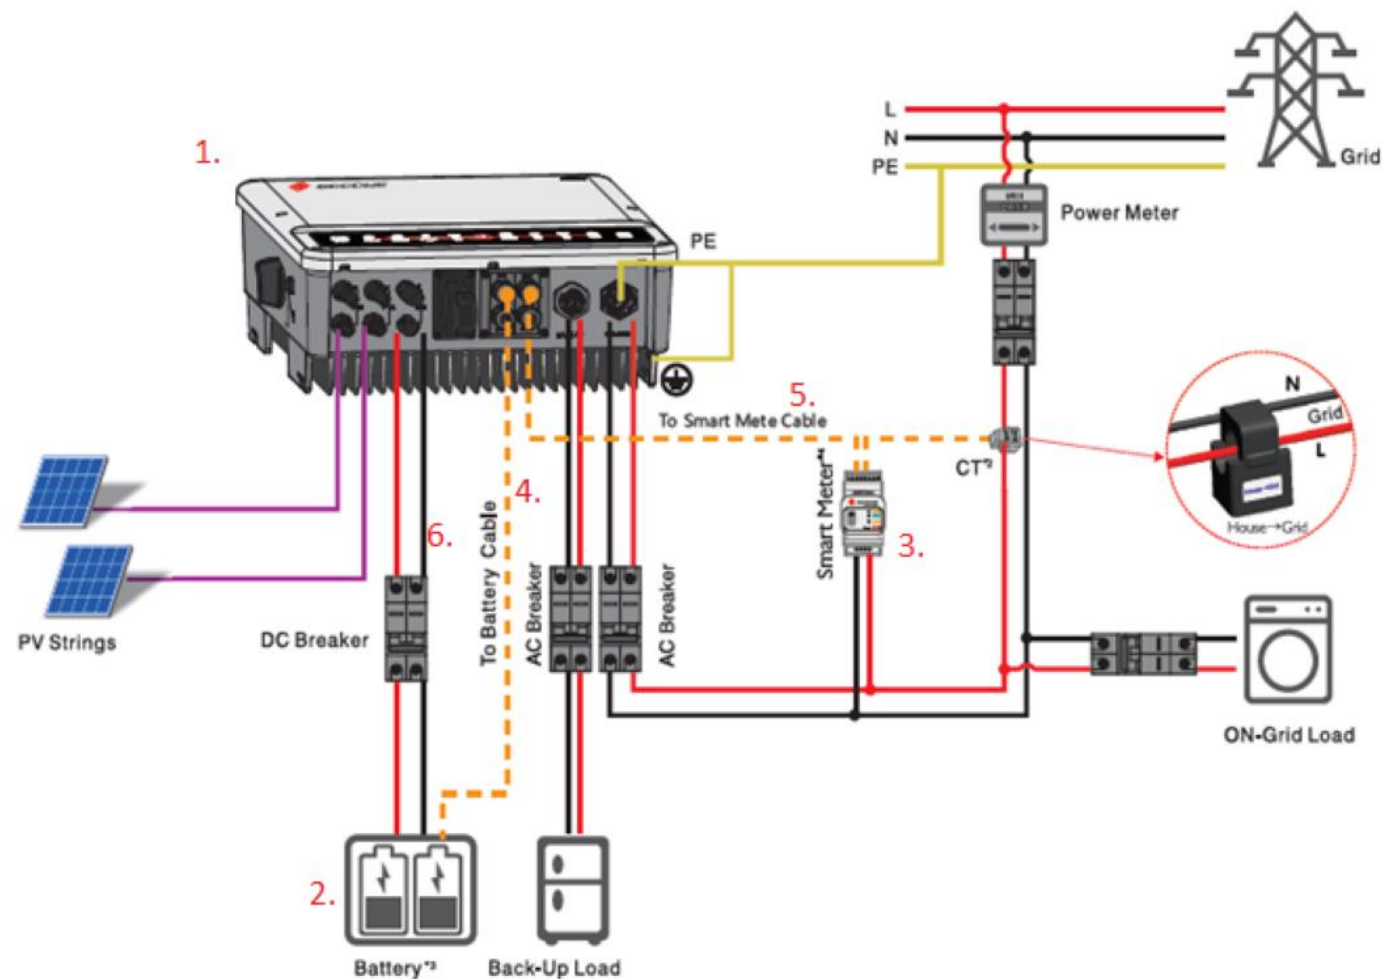 L
N
Grid
PE
1.
Power Meter
PE
N
Grid
L
5.
To Smart Mete Cable
CT*2
House→Grid
4.
Smart Meter*4
3.
6.
To Battery Cable
AC Breaker
AC Breaker
DC Breaker
PV Strings
ON-Grid Load
2.
Battery*3
Back-Up Load